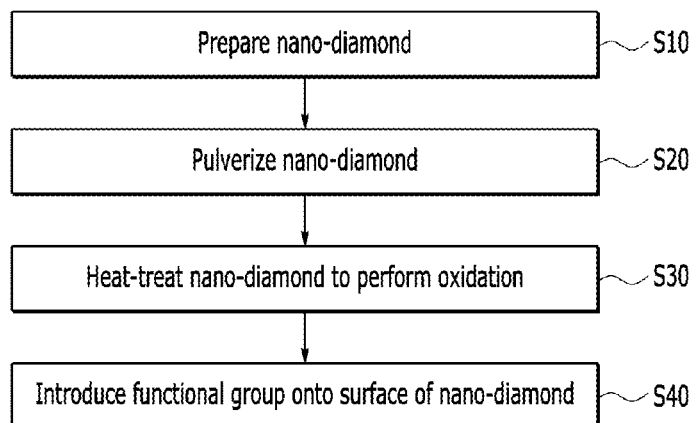 Prepare nano-diamond S10
Pulverize nano-diamond S20
Heat-treat nano-diamond to perform oxidation S30
Introduce functional group onto surface of nano-diamond S40